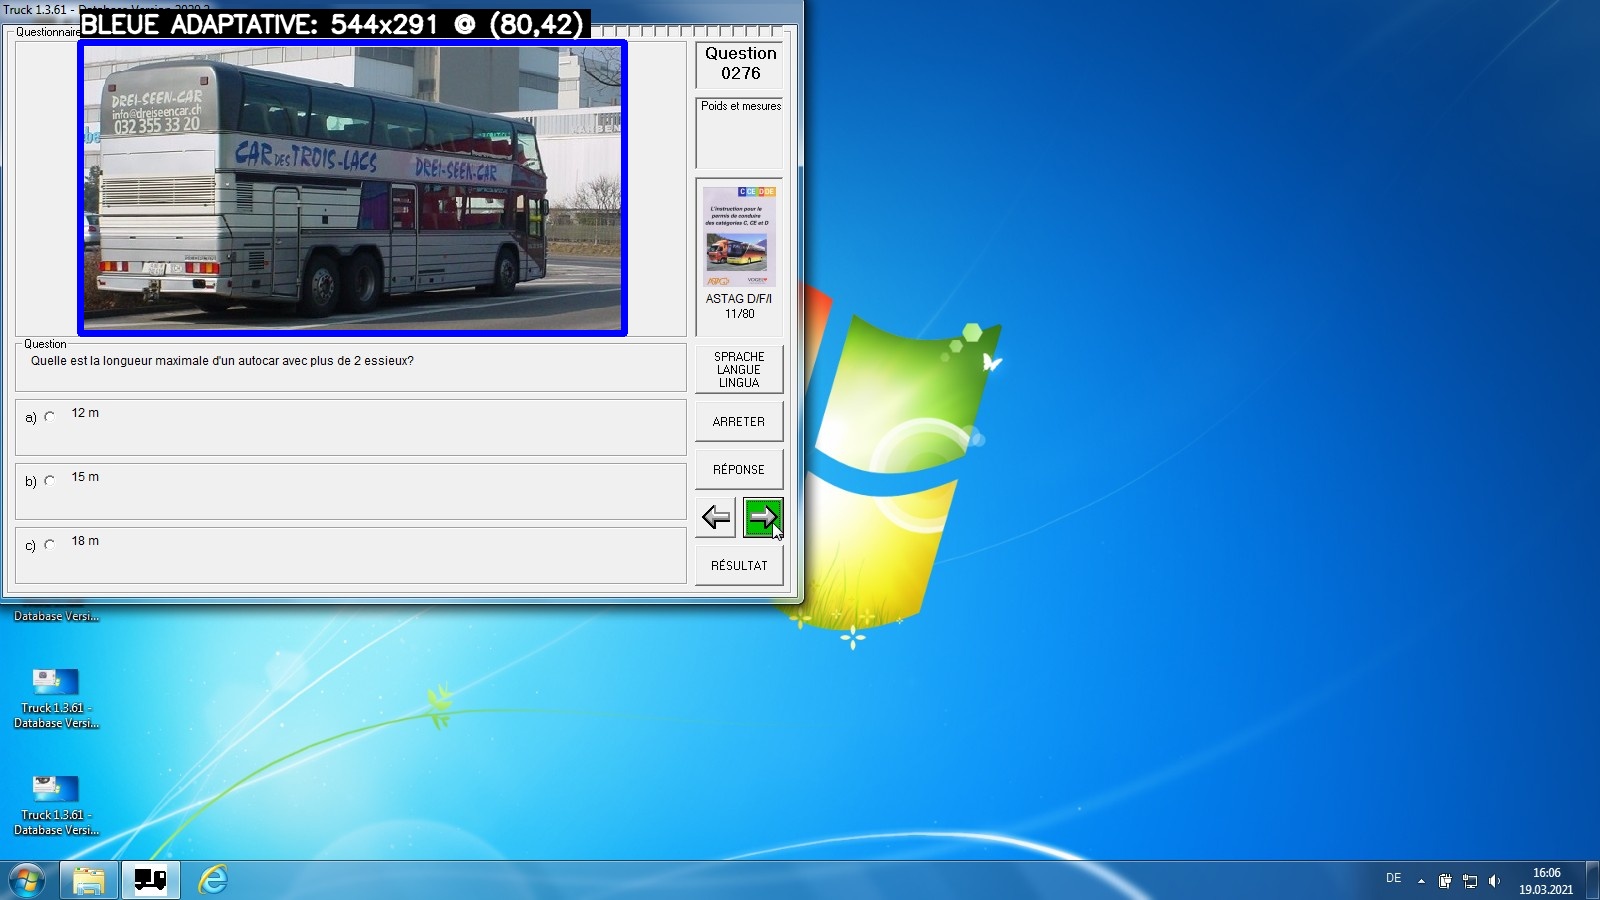 Truck 1.3.61 - Database Version 2020.2
BLEUE ADAPTATIVE: 544x291 @ (80,42)
Questionnaire
DREI-SEEN-CAR
info@dreiseencar.ch
032 355 33 20
CAR DES TROIS-LACS
DREI-SEEN-CAR
Question
0276
Poids et mesures
C CE D DE
L'instruction pour le
permis de conduire
des catégories C, CE et D
ASTAG D/F/I
11/80
Question
Quelle est la longueur maximale d'un autocar avec plus de 2 essieux?
a) 12 m
b) 15 m
c) 18 m
SPRACHE
LANGUE
LINGUA
ARRETER
RÉPONSE
RÉSULTAT
Database Versi...
Truck 1.3.61 -
Database Versi...
Truck 1.3.61 -
Database Versi...
DE
16:06
19.03.2021